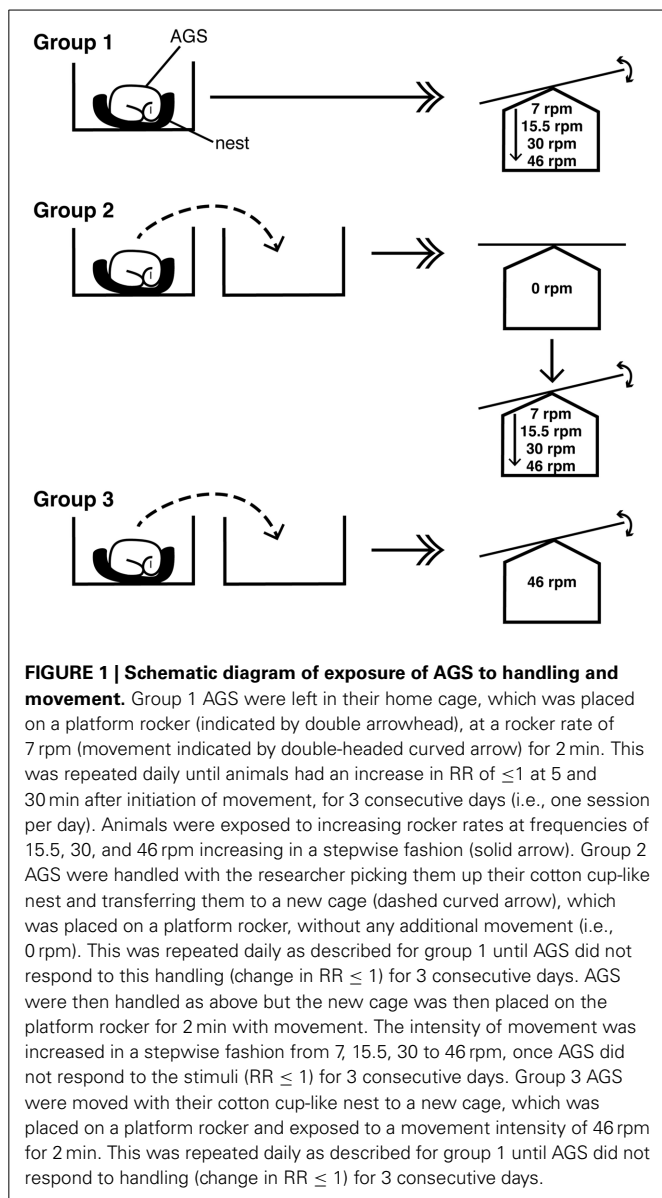 Group 1
AGS
nest
7 rpm
15.5 rpm
30 rpm
46 rpm
Group 2
0 rpm
7 rpm
15.5 rpm
30 rpm
46 rpm
Group 3
46 rpm
FIGURE 1 | Schematic diagram of exposure of AGS to handling and
movement. Group 1 AGS were left in their home cage, which was placed
on a platform rocker (indicated by double arrowhead), at a rocker rate of
7 rpm (movement indicated by double-headed curved arrow) for 2 min. This
was repeated daily until animals had an increase in RR of ≤1 at 5 and
30 min after initiation of movement, for 3 consecutive days (i.e., one session
per day). Animals were exposed to increasing rocker rates at frequencies of
15.5, 30, and 46 rpm increasing in a stepwise fashion (solid arrow). Group 2
AGS were handled with the researcher picking them up their cotton cup-like
nest and transferring them to a new cage (dashed curved arrow), which
was placed on a platform rocker, without any additional movement (i.e.,
0 rpm). This was repeated daily as described for group 1 until AGS did not
respond to this handling (change in RR ≤ 1) for 3 consecutive days. AGS
were then handled as above but the new cage was then placed on the
platform rocker for 2 min with movement. The intensity of movement was
increased in a stepwise fashion from 7, 15.5, 30 to 46 rpm, once AGS did
not respond to the stimuli (RR ≤ 1) for 3 consecutive days. Group 3 AGS
were moved with their cotton cup-like nest to a new cage, which was
placed on a platform rocker and exposed to a movement intensity of 46 rpm
for 2 min. This was repeated daily as described for group 1 until AGS did not
respond to handling (change in RR ≤ 1) for 3 consecutive days.